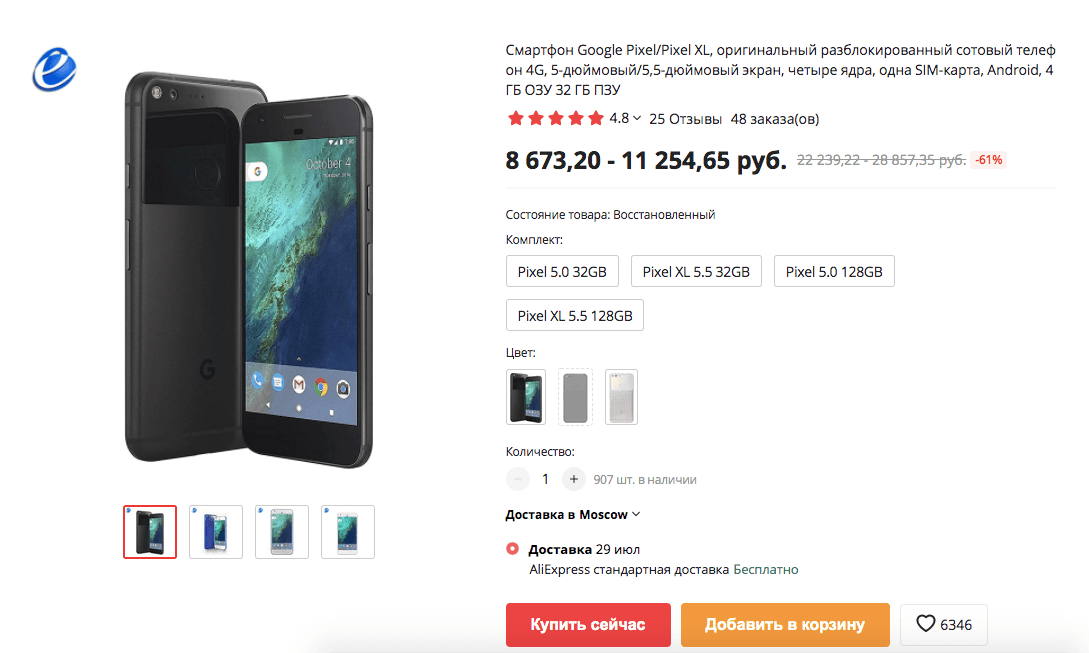 Смартфон Google Pixel/Pixel XL, оригинальный разблокированный сотовый телеф
он 4G, 5-дюймовый/5,5-дюймовый экран, четыре ядра, одна SIM-карта, Android, 4
ГБ ОЗУ 32 ГБ ПЗУ
4.8 25 Отзывы 48 заказа(ов)
8 673,20 - 11 254,65 руб. 22 239,22 - 28 857,35 руб. -61%
Состояние товара: Восстановленный
Комплект:
Pixel 5.0 32GB Pixel XL 5.5 32GB Pixel 5.0 128GB
Pixel XL 5.5 128GB
Цвет:
Количество:
1 907 шт. в наличии
Доставка в Moscow
Доставка 29 июл
AliExpress стандартная доставка Бесплатно
Купить сейчас Добавить в корзину 6346
October 4
G
G